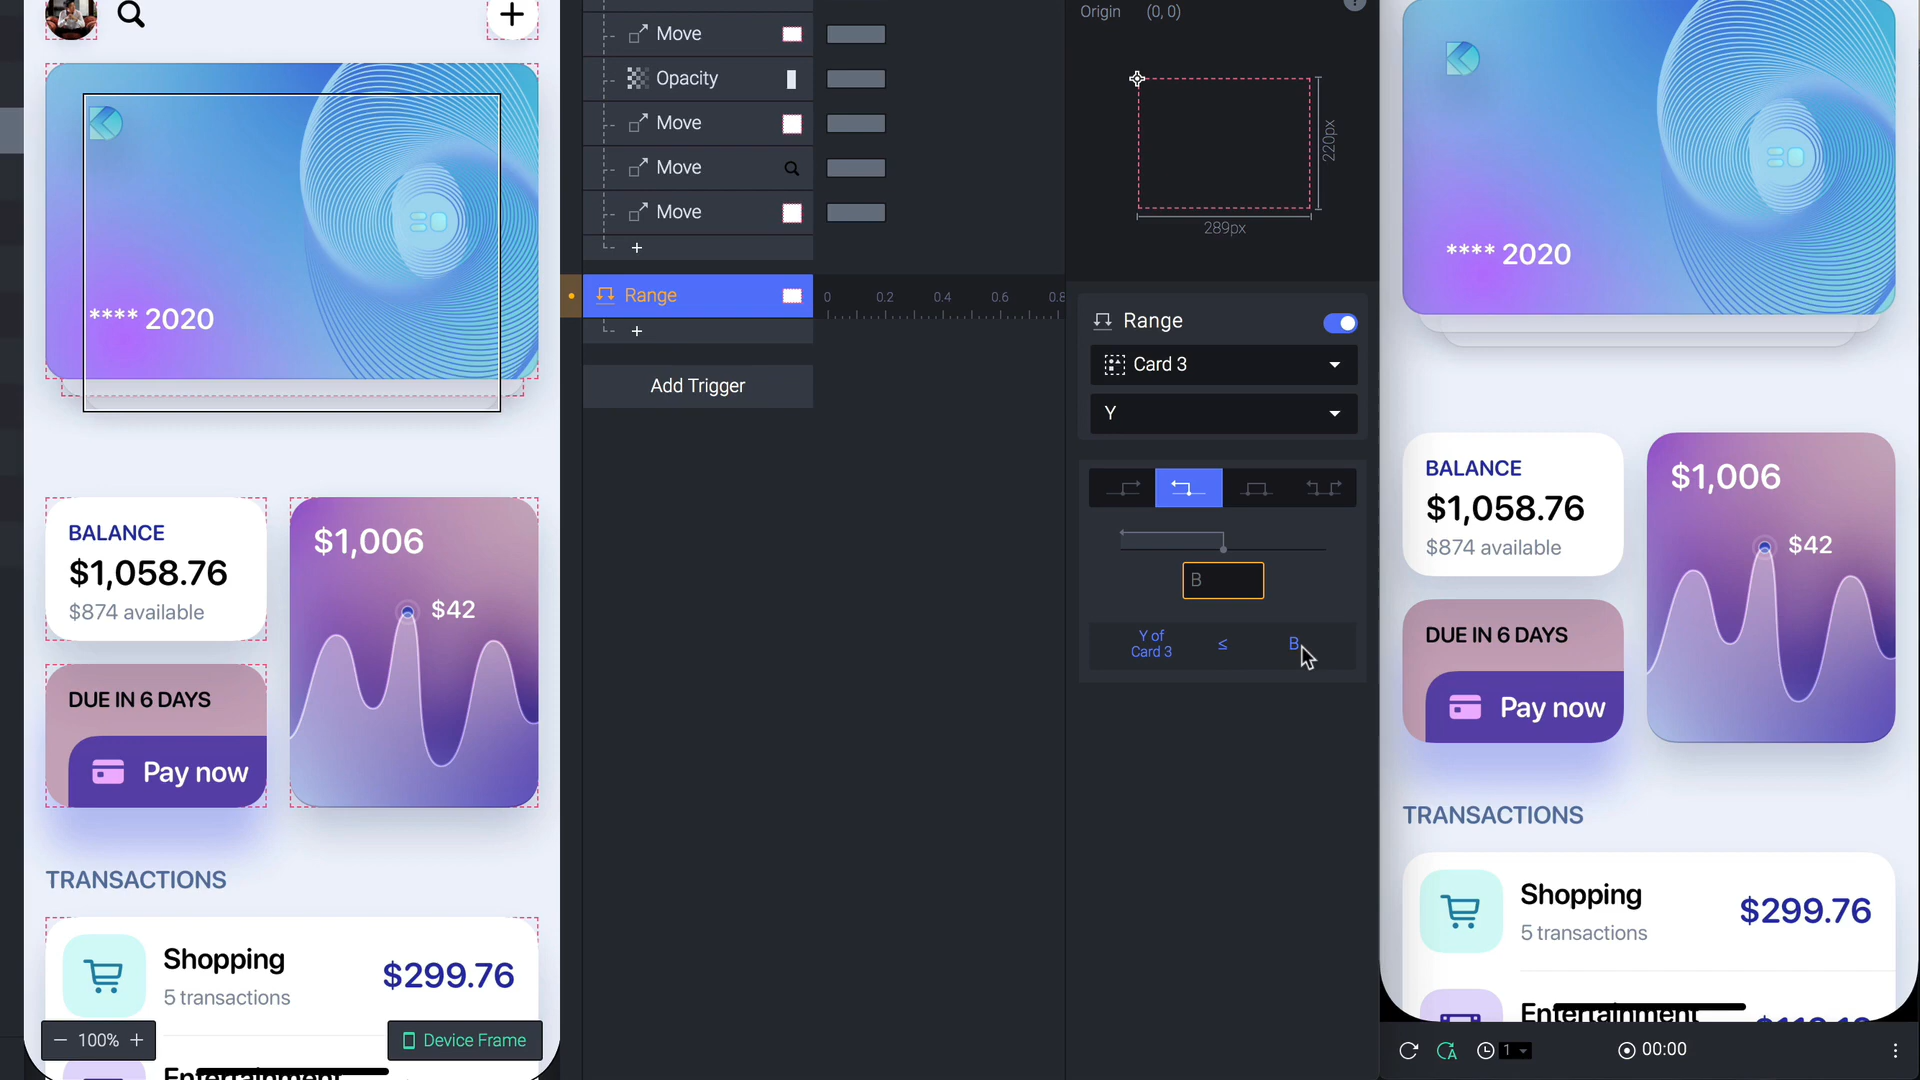 **** 2020
BALANCE
$1,058.76
$874 available
$1,006
$42
DUE IN 6 DAYS
Pay now
TRANSACTIONS
Shopping
5 transactions
$299.76
100%
Device Frame
Entertainment
Move
Opacity
Move
Move
Move
+
Range
0 0.2 0.4 0.6 0.8
+
Add Trigger
Origin (0, 0)
220px
289px
Range
Card 3
Y
B
Y of
Card 3
≤
B
**** 2020
BALANCE
$1,058.76
$874 available
$1,006
$42
DUE IN 6 DAYS
Pay now
TRANSACTIONS
Shopping
5 transactions
$299.76
Entertainment
1
00:00